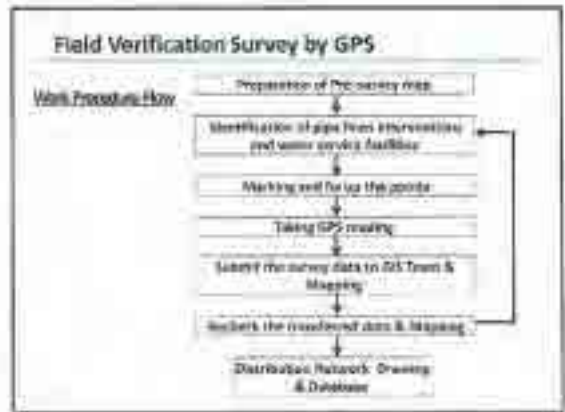 Field Verification Survey by GPS
Work Procedure Flow
Preparation of Pre-survey map
Identification of pipe lines
and water service facilities
Marking and fix up the points
Taking GPS reading
Submit the survey data to GIS Team &
Mapping
Recheck the transferred data & Mapping
Distribution Network Drawing
& Database